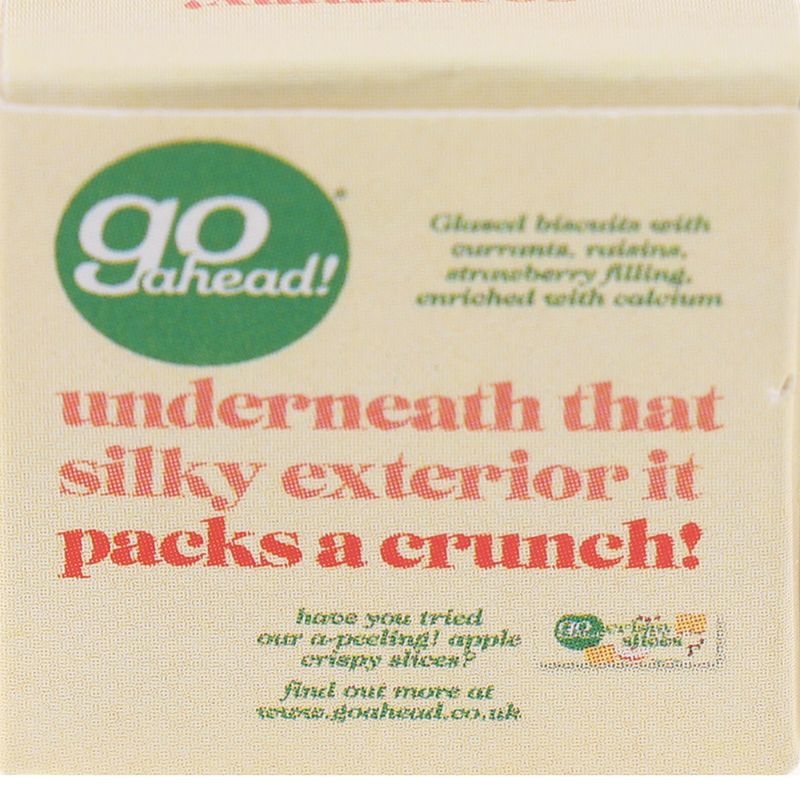 go
ahead!
Glazed biscuits with
currants, raisins,
strawberry filling,
enriched with calcium
underneath that
silky exterior it
packs a crunch!
have you tried
our a-peeling! apple
crispy slices?
find out more at
www.goahead.co.uk
slices